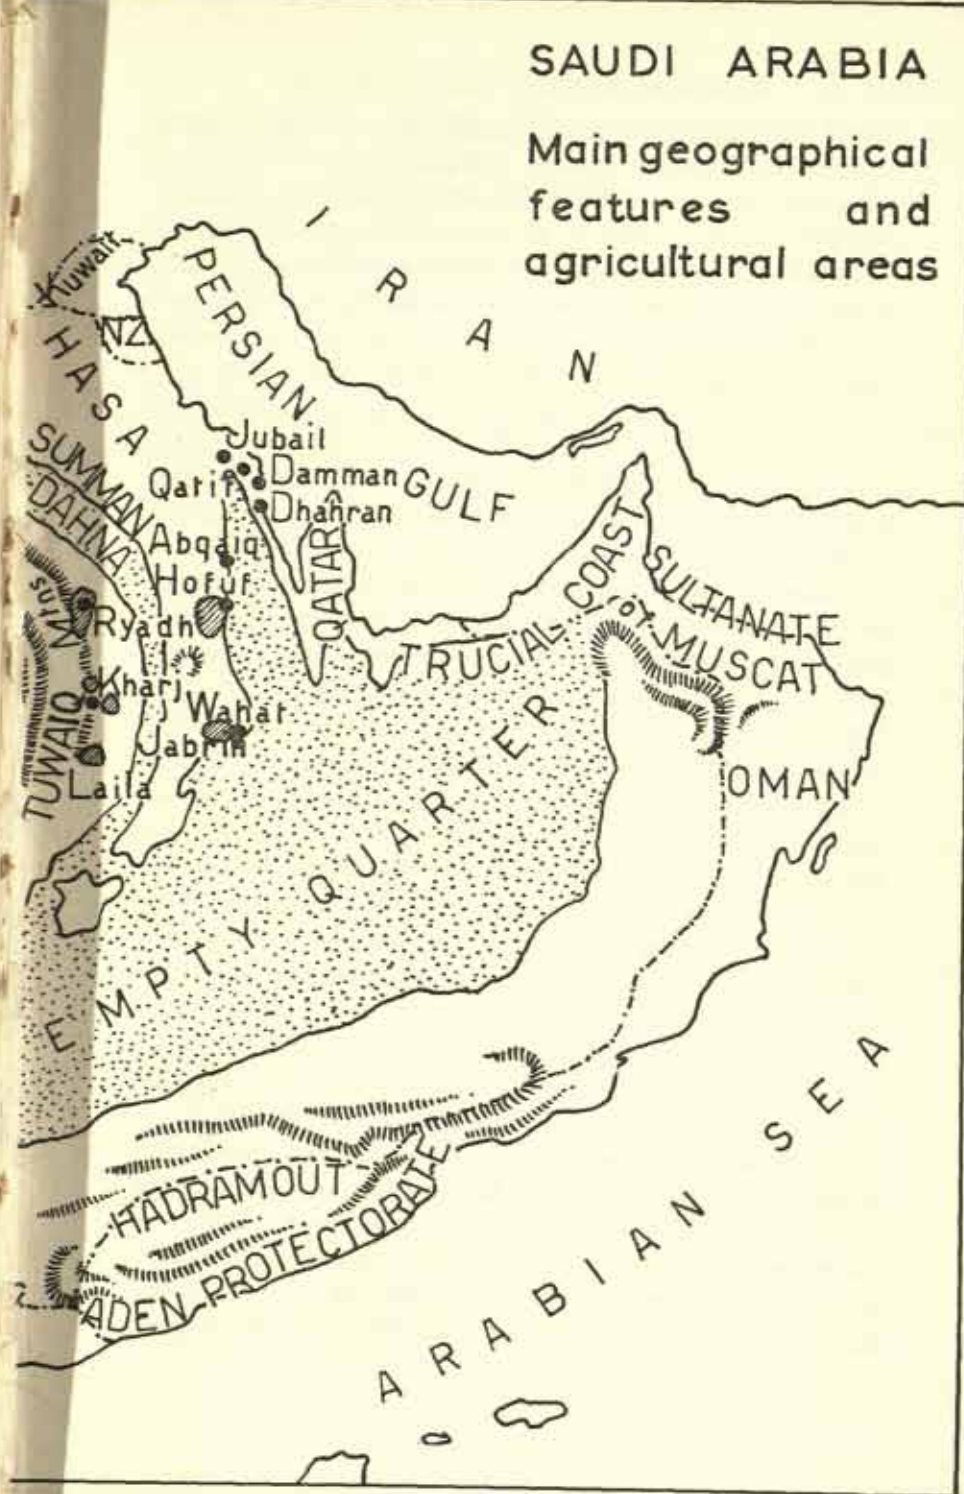 SAUDI ARABIA
Main geographical
features and
agricultural areas
IRAN
Kuwait
NZ
PERSIAN GULF
HASA
SUMMAN
DAHNA
Jubail
Qatif
Damman
Dhahran
Abqaiq
Hofuf
QATAR
TRUCIAL COAST
SULTANATE
of MUSCAT
OMAN
Ryadh
Kharj
Wahat
Jabrin
Laila
TUWAIQ Mts
EMPTY QUARTER
HADRAMOUT
ADEN PROTECTORATE
ARABIAN SEA